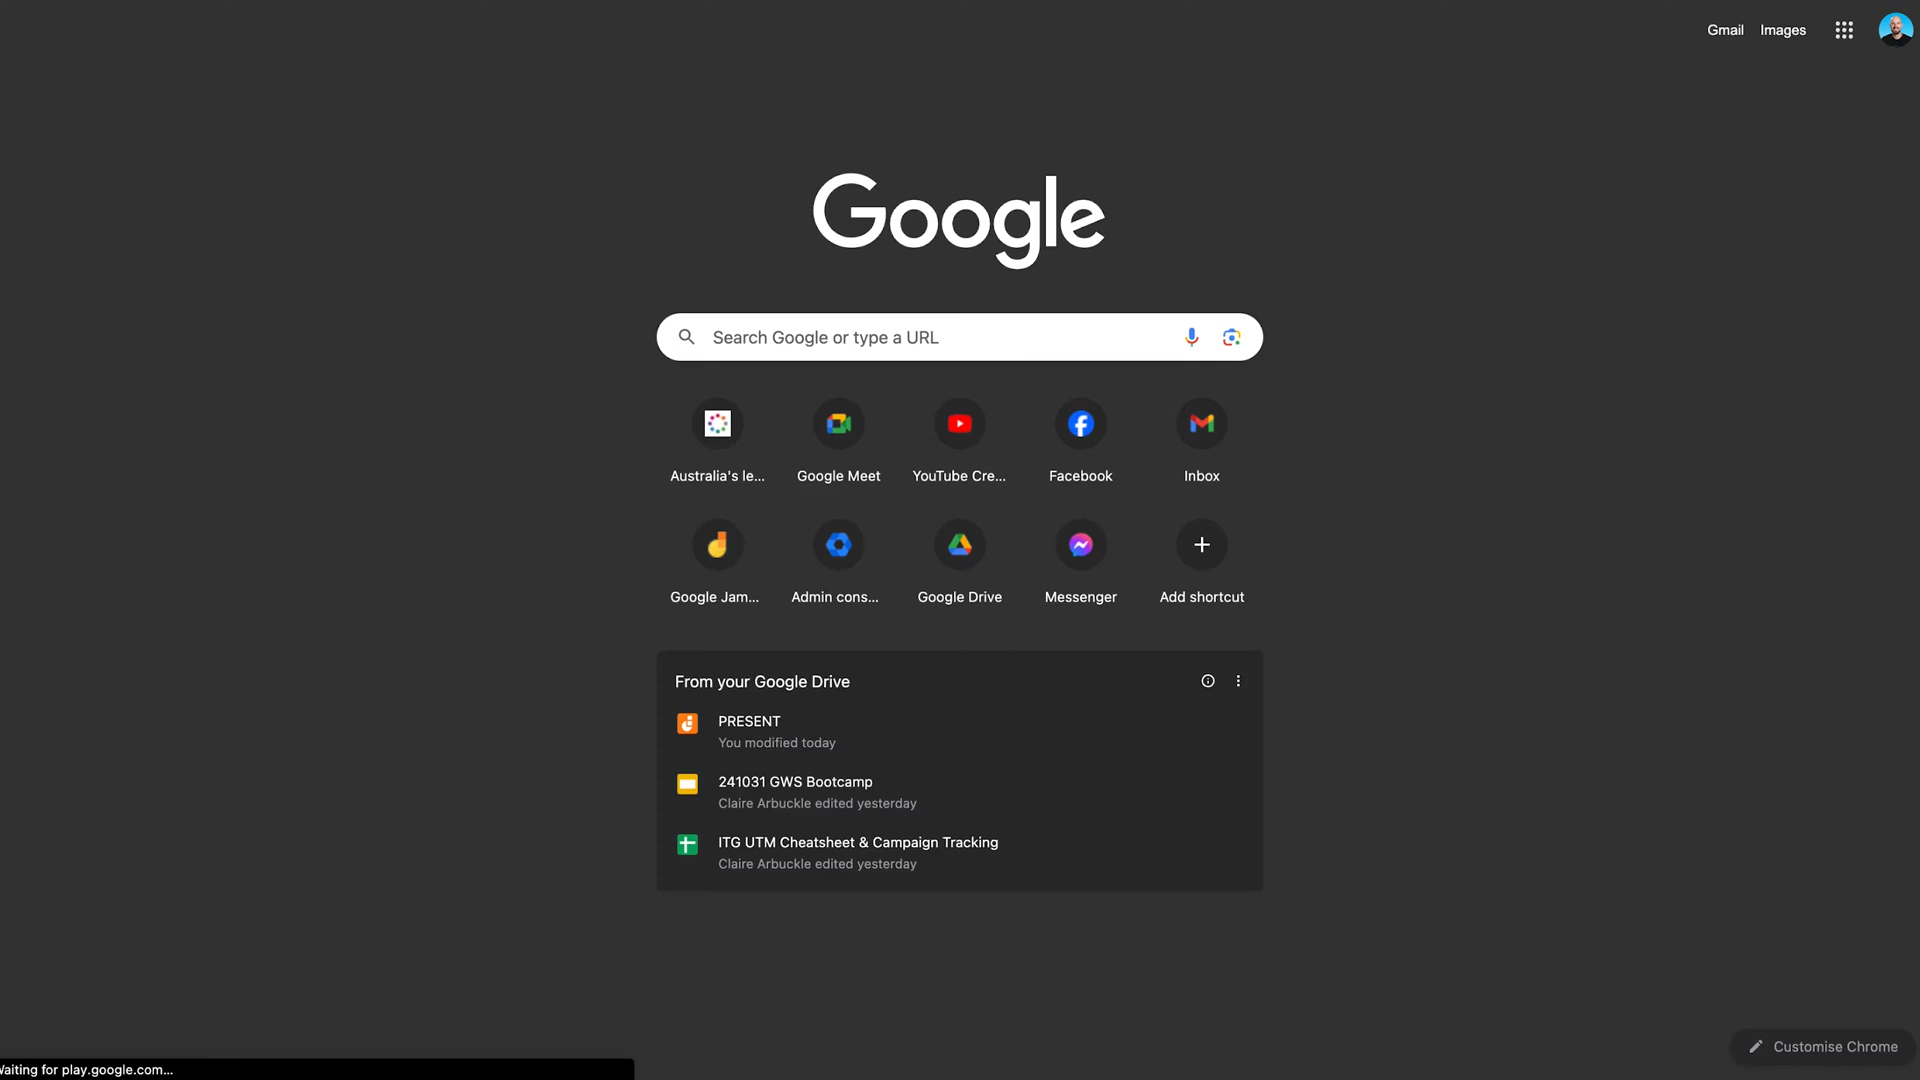 Gmail Images
Google
Search Google or type a URL
Australia's le... Google Meet YouTube Cre... Facebook Inbox
Google Jam... Admin cons... Google Drive Messenger Add shortcut
From your Google Drive
PRESENT
You modified today
241031 GWS Bootcamp
Claire Arbuckle edited yesterday
ITG UTM Cheatsheet & Campaign Tracking
Claire Arbuckle edited yesterday
Customise Chrome
Waiting for play.google.com...